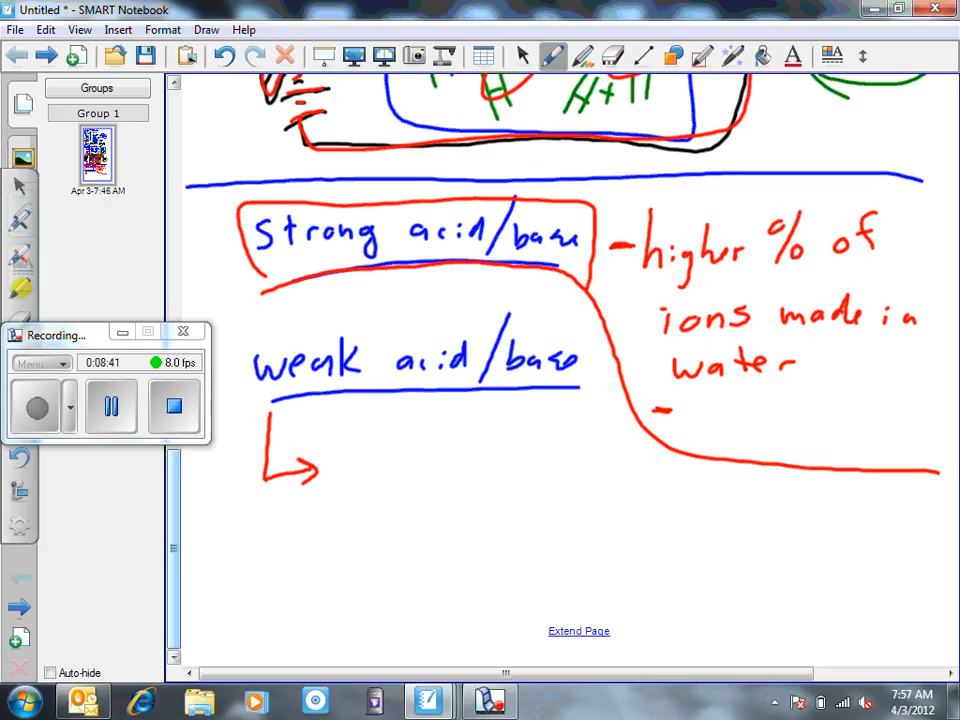 Untitled * - SMART Notebook
File Edit View Insert Format Draw Help
Groups
Group 1
Apr 3-7:46 AM
H A + H
strong acid/base
- higher % of
ions made in
water
-
weak acid/base
Recording...
Menu 0:08:41 8.0 fps
Extend Page
Auto-hide
7:57 AM
4/3/2012